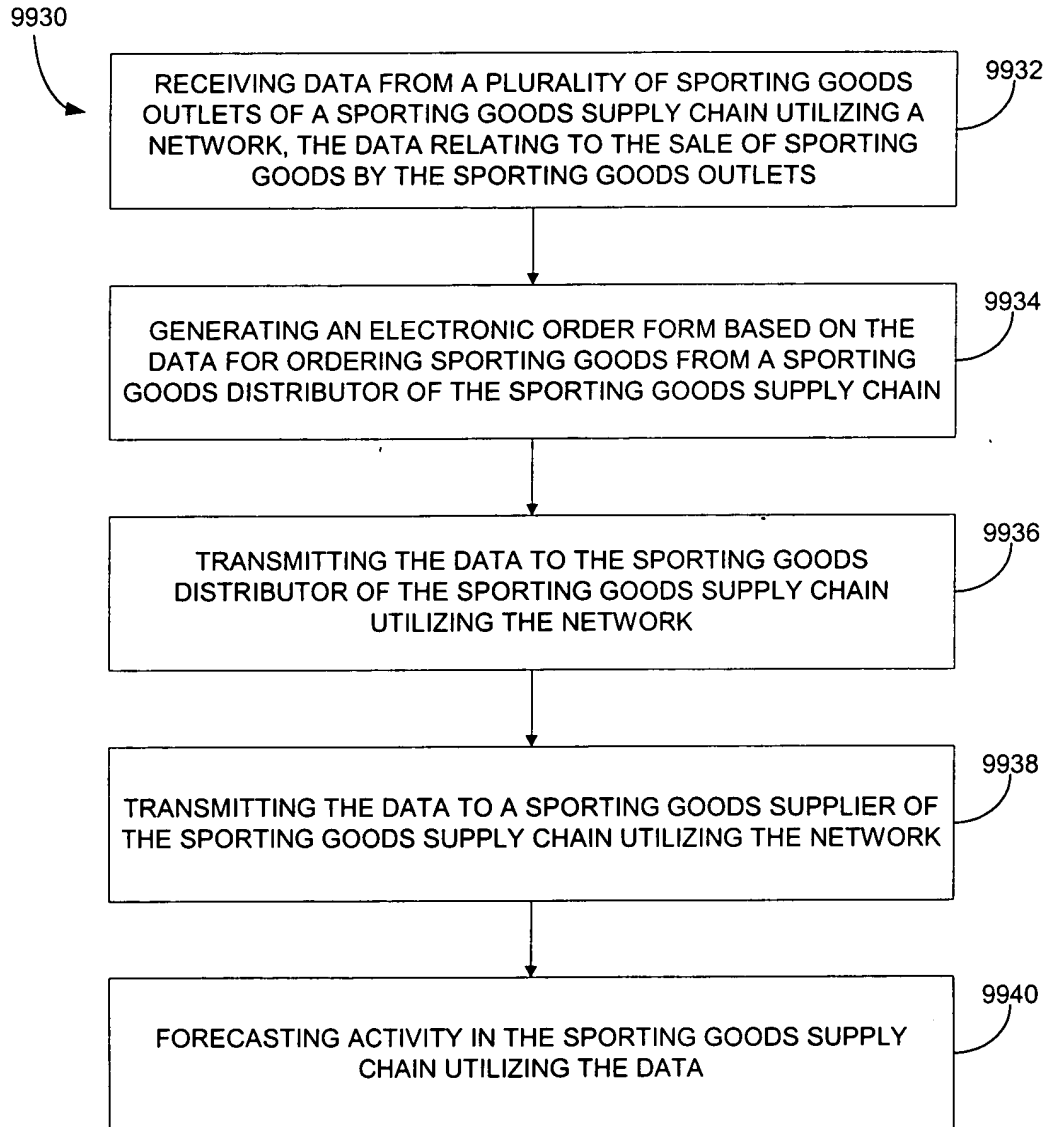 9930
RECEIVING DATA FROM A PLURALITY OF SPORTING GOODS
OUTLETS OF A SPORTING GOODS SUPPLY CHAIN UTILIZING A
NETWORK, THE DATA RELATING TO THE SALE OF SPORTING
GOODS BY THE SPORTING GOODS OUTLETS
9932
GENERATING AN ELECTRONIC ORDER FORM BASED ON THE
DATA FOR ORDERING SPORTING GOODS FROM A SPORTING
GOODS DISTRIBUTOR OF THE SPORTING GOODS SUPPLY CHAIN
9934
TRANSMITTING THE DATA TO THE SPORTING GOODS
DISTRIBUTOR OF THE SPORTING GOODS SUPPLY CHAIN
UTILIZING THE NETWORK
9936
TRANSMITTING THE DATA TO A SPORTING GOODS SUPPLIER OF
THE SPORTING GOODS SUPPLY CHAIN UTILIZING THE NETWORK
9938
FORECASTING ACTIVITY IN THE SPORTING GOODS SUPPLY
CHAIN UTILIZING THE DATA
9940